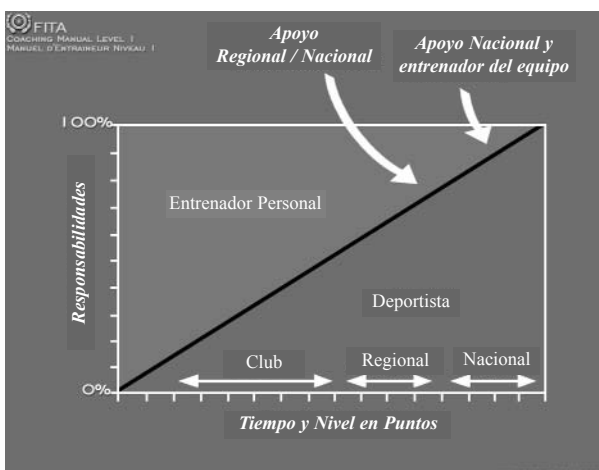 FITA
COACHING MANUAL LEVEL 1
MANUEL D'ENTRAINEUR NIVEAU 1
Apoyo
Regional / Nacional
Apoyo Nacional y
entrenador del equipo
100%
Entrenador Personal
Responsabilidades
Deportista
Club
Regional
Nacional
0%
Tiempo y Nivel en Puntos